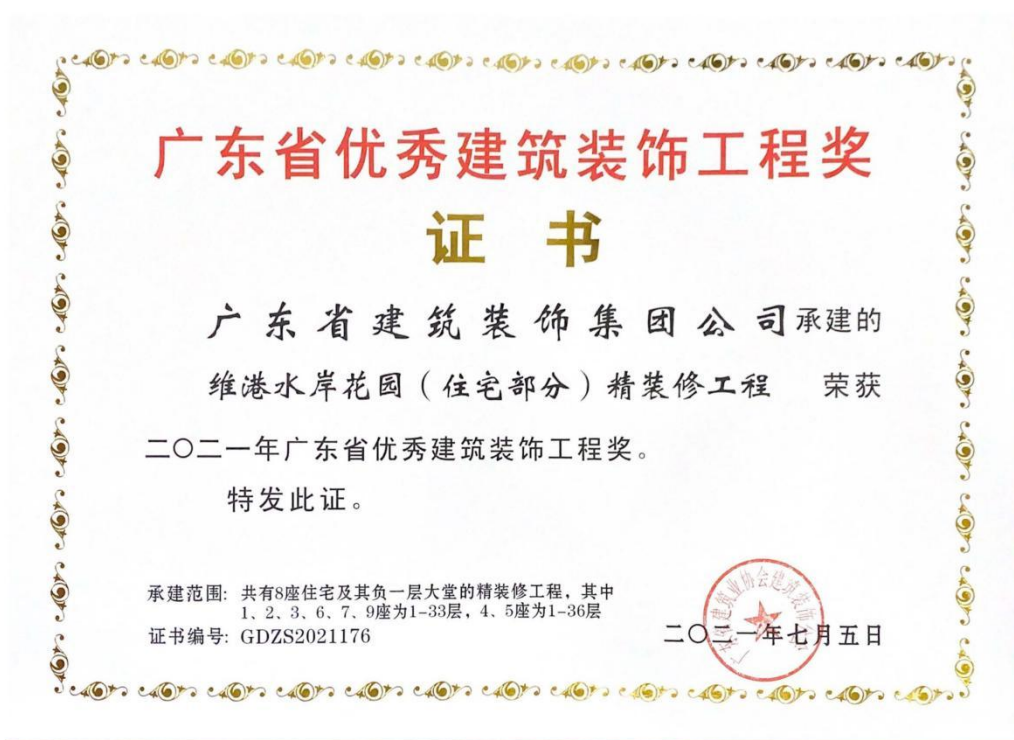 广东省优秀建筑装饰工程奖
证书
广东省建筑装饰集团公司承建的
维港水岸花园（住宅部分）精装修工程 荣获
二〇二一年广东省优秀建筑装饰工程奖。
特发此证。
承建范围: 共有8座住宅及其负一层大堂的精装修工程，其中
1、2、3、6、7、9座为1-33层，4、5座为1-36层
证书编号: GDZS2021176
二〇二一年七月五日